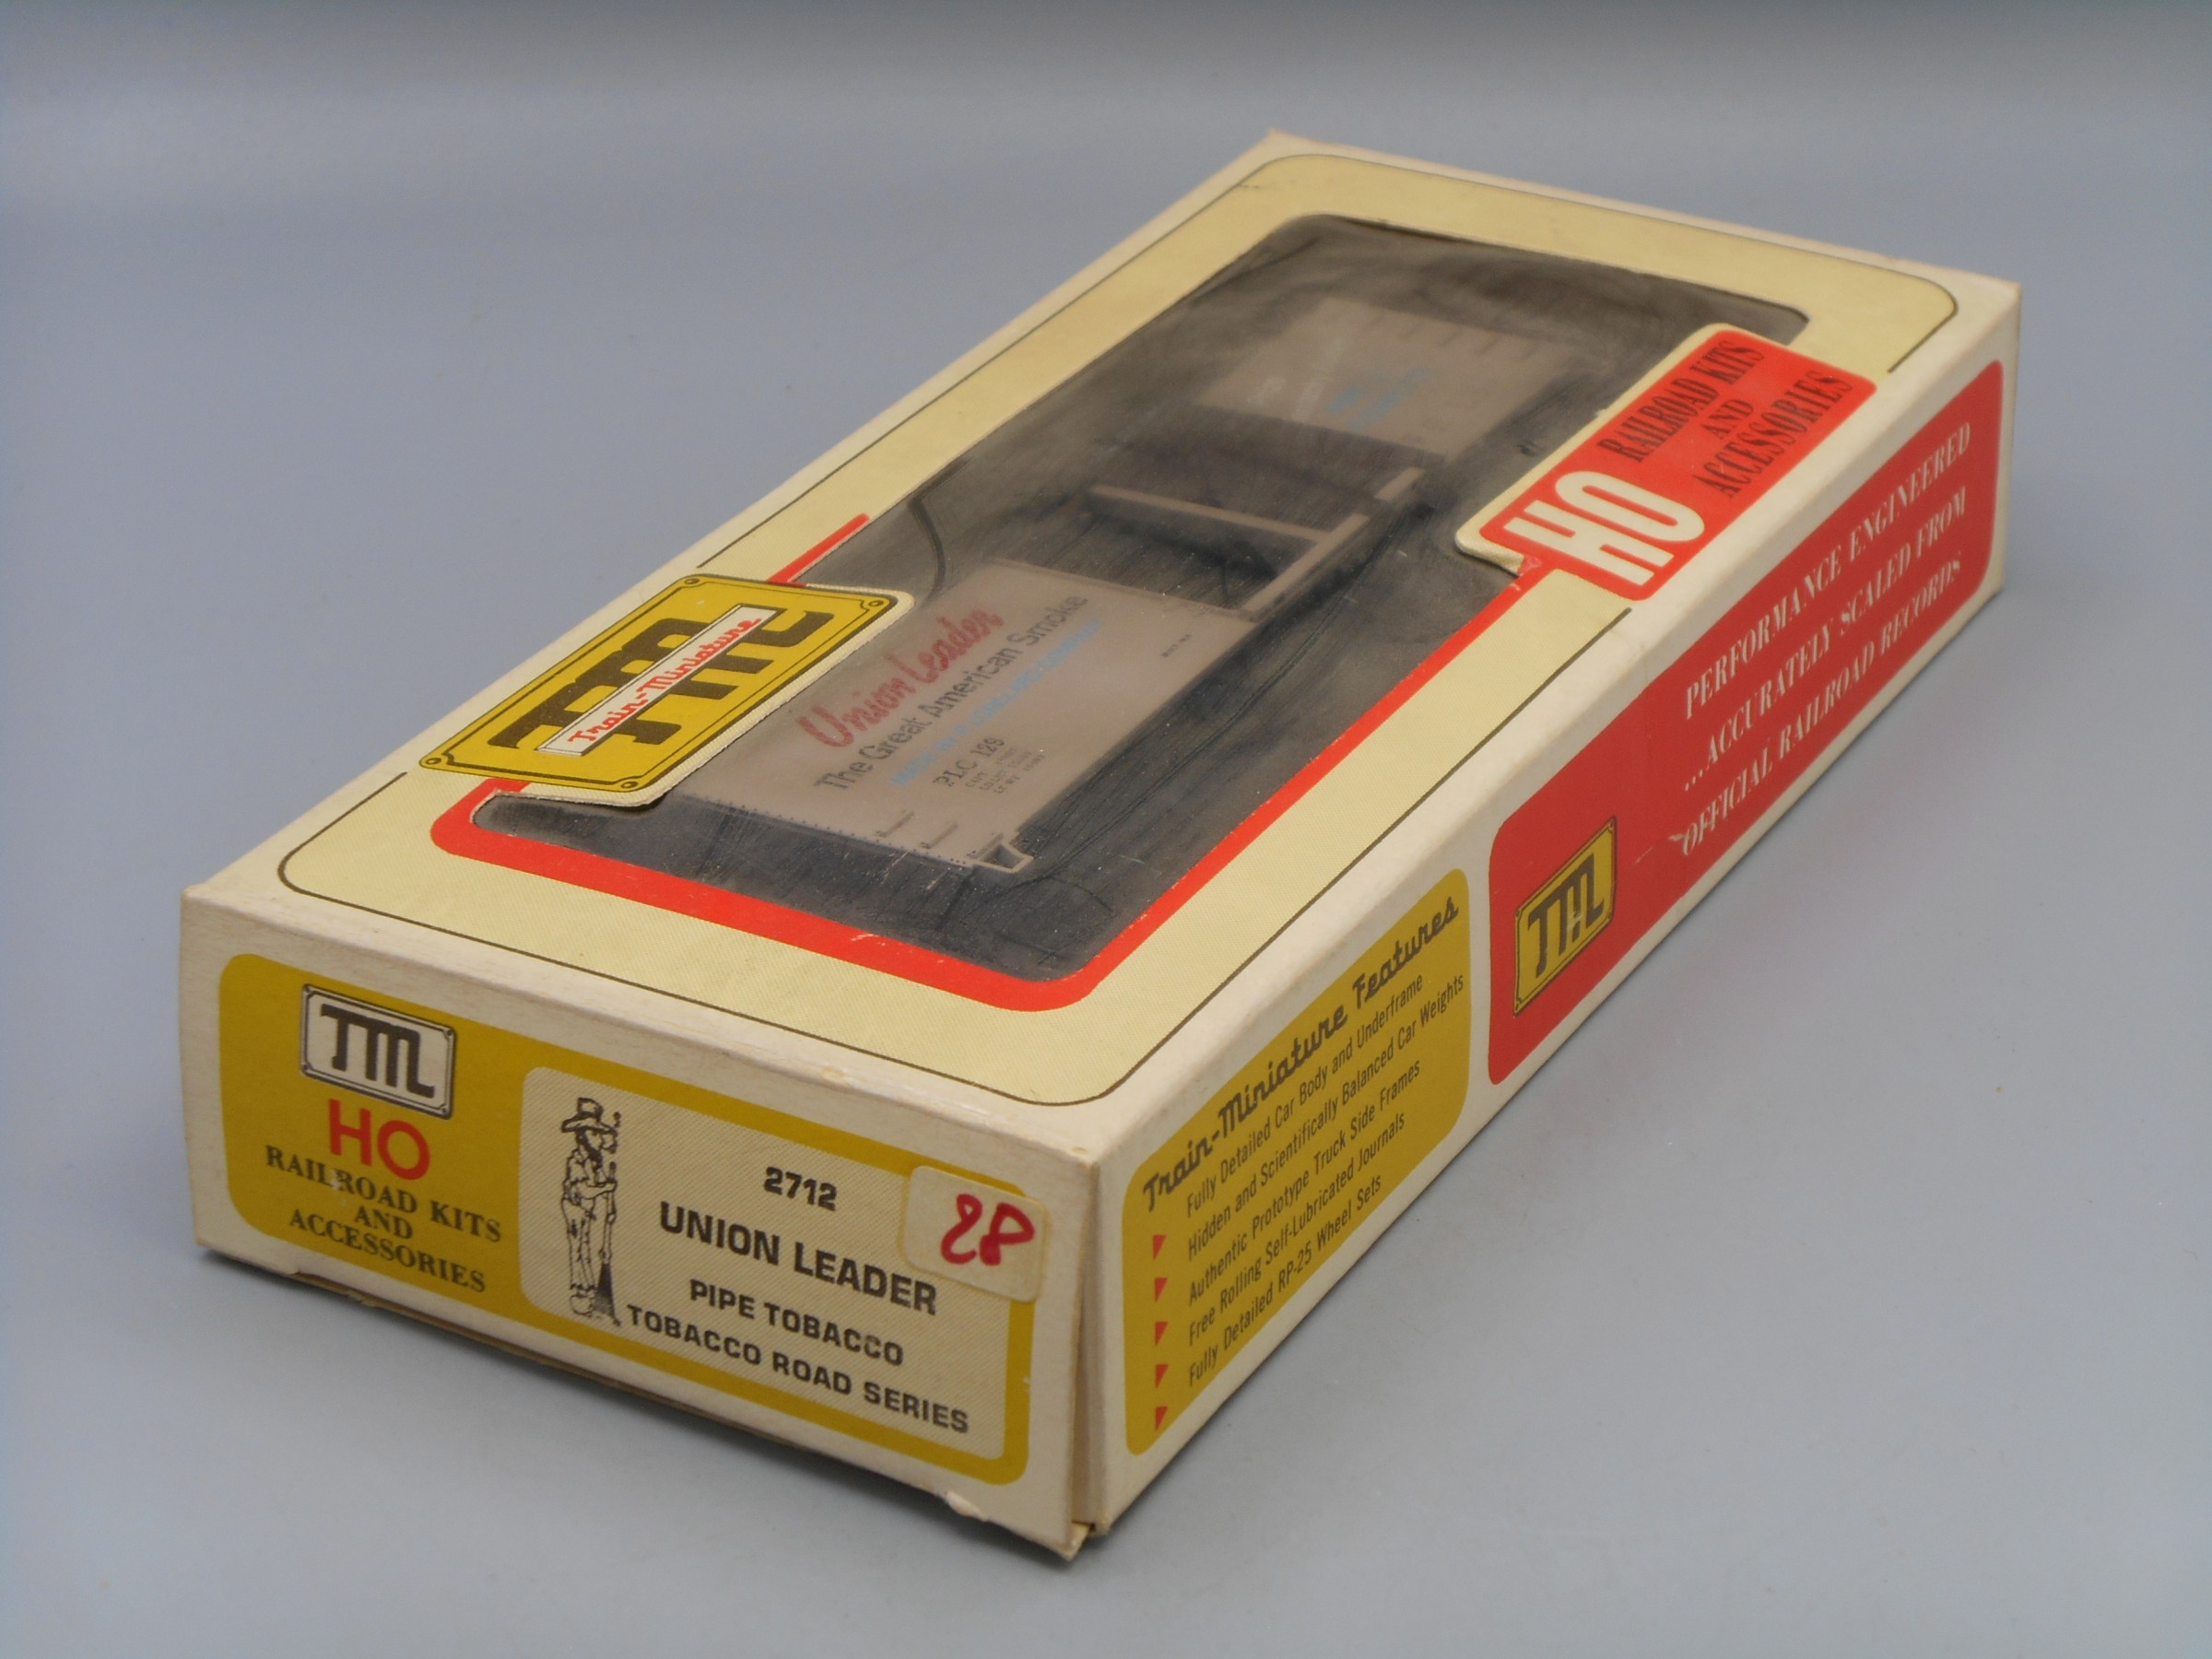 TM
Train-Miniature
HO
RAILROAD KITS
AND
ACCESSORIES
Union Leader
The Great American Smoke
PLC 129
TM
HO
RAILROAD KITS
AND
ACCESSORIES
2712
UNION LEADER
PIPE TOBACCO
TOBACCO ROAD SERIES
28
Train-Miniature Features
Fully Detailed Car Body and Underframe
Hidden and Scientifically Balanced Car Weights
Authentic Prototype Truck Side Frames
Free Rolling Self-Lubricated Journals
Fully Detailed RP-25 Wheel Sets
TM
PERFORMANCE ENGINEERED
...ACCURATELY SCALED FROM
OFFICIAL RAILROAD RECORDS